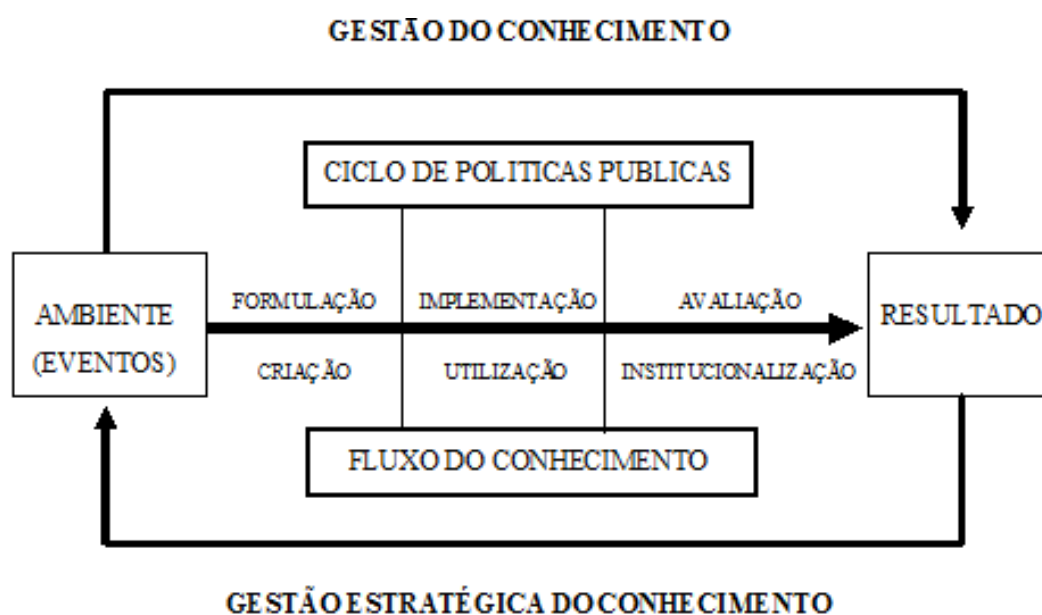 GESTÃO DO CONHECIMENTO
CICLO DE POLITICAS PUBLICAS
AMBIENTE
(EVENTOS)
FORMULAÇÃO
IMPLEMENTAÇÃO
AVALIAÇÃO
RESULTADO
CRIAÇÃO
UTILIZAÇÃO
INSTITUCIONALIZAÇÃO
FLUXO DO CONHECIMENTO
GESTÃO ESTRATÉGICA DO CONHECIMENTO